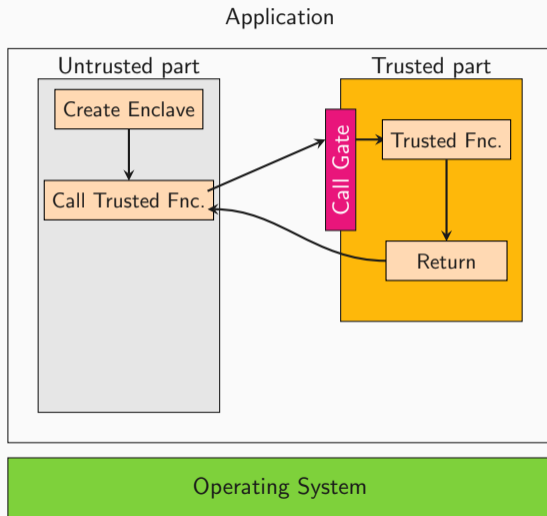 Application
Untrusted part
Trusted part
Create Enclave
Call Trusted Fnc.
Call Gate
Trusted Fnc.
Return
Operating System